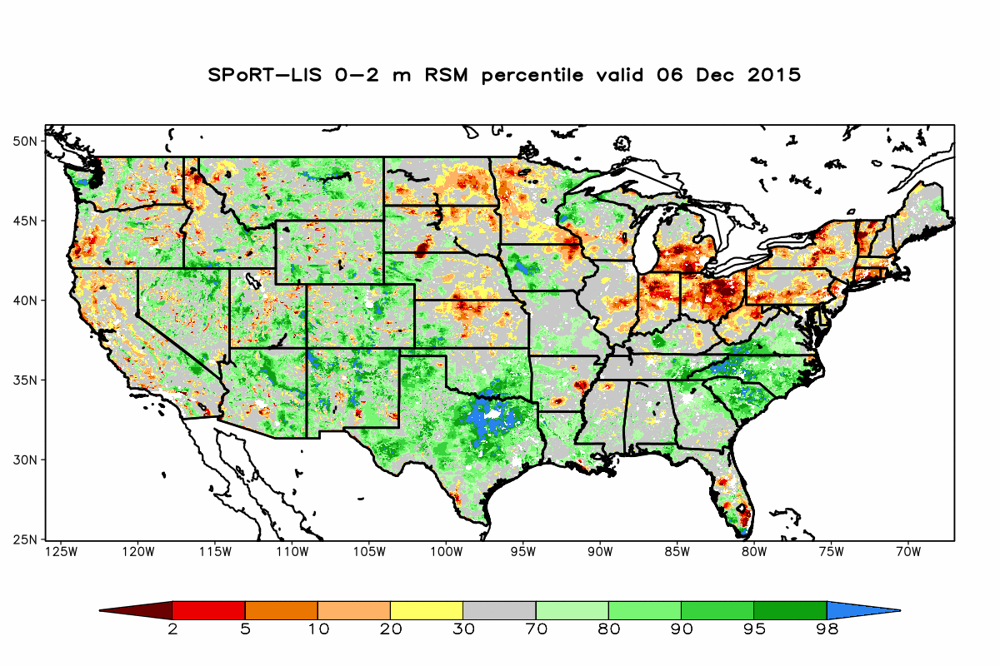 SPoRT-LIS 0-2 m RSM percentile valid 06 Dec 2015
50N
45N
40N
35N
30N
25N
125W 120W 115W 110W 105W 100W 95W 90W 85W 80W 75W 70W
2 5 10 20 30 70 80 90 95 98